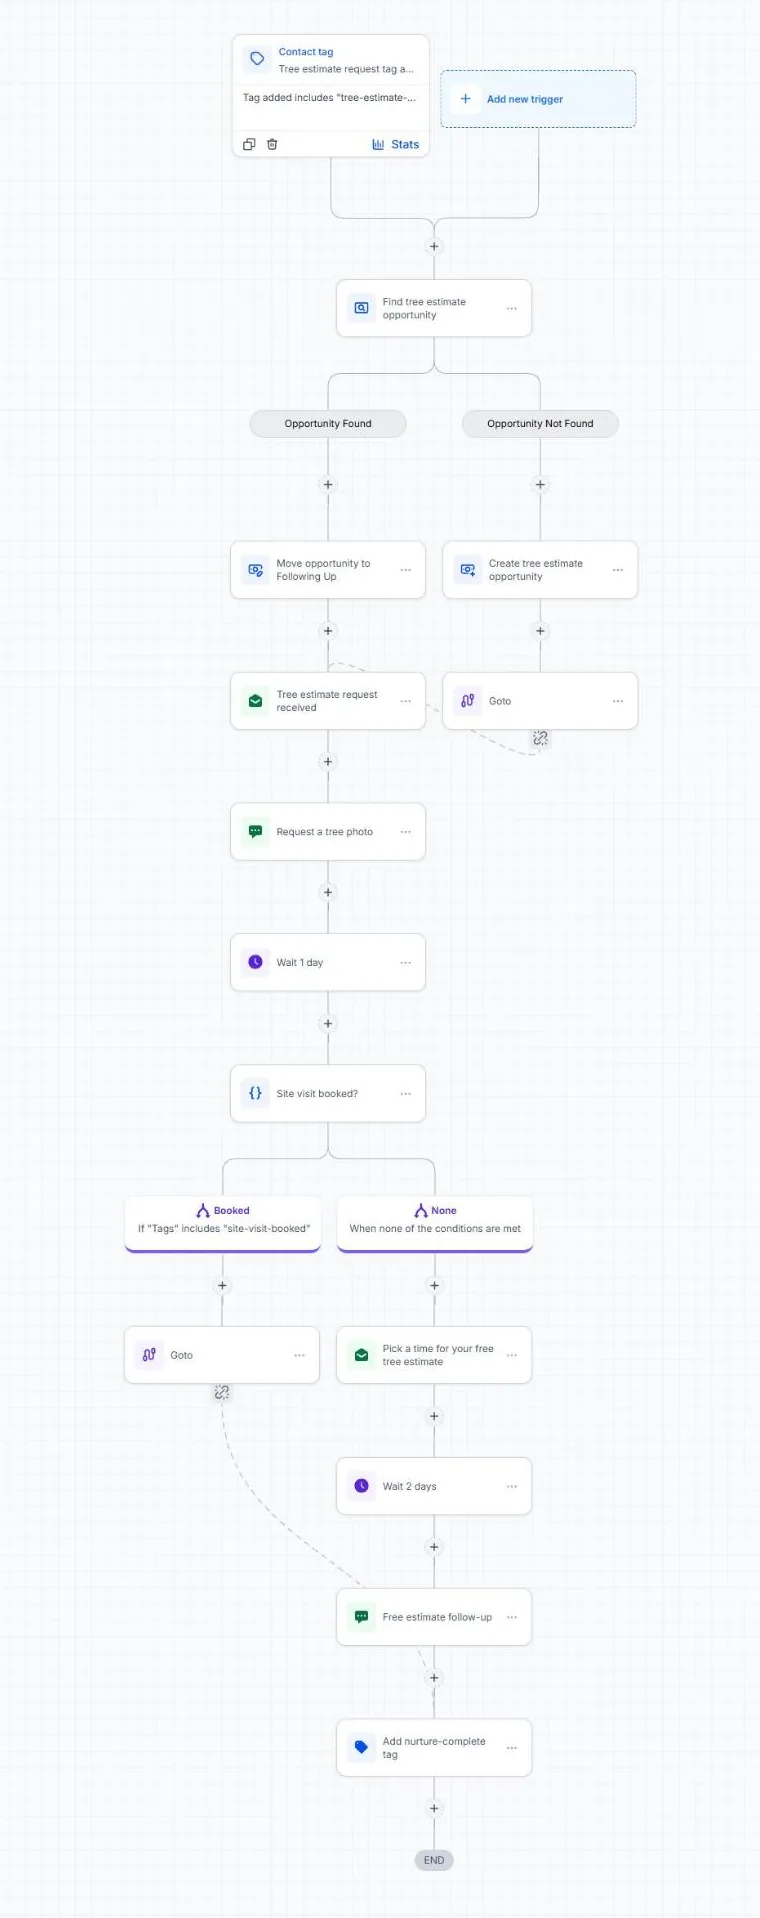 Contact tag
Tree estimate request tag a...
Tag added includes "tree-estimate-...
Stats
Add new trigger
Find tree estimate
opportunity
Opportunity Found
Opportunity Not Found
Move opportunity to
Following Up
Create tree estimate
opportunity
Tree estimate request
received
Goto
Request a tree photo
Wait 1 day
Site visit booked?
Booked
If "Tags" includes "site-visit-booked"
None
When none of the conditions are met
Goto
Pick a time for your free
tree estimate
Wait 2 days
Free estimate follow-up
Add nurture-complete
tag
END